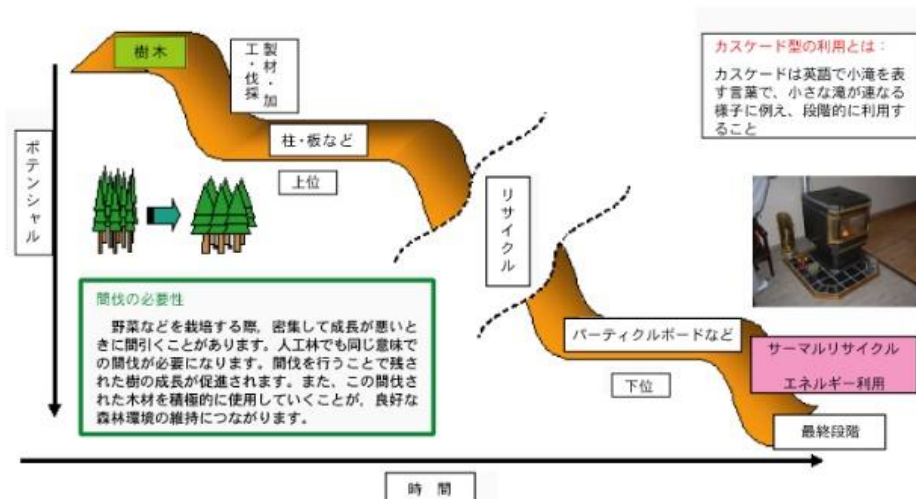 樹木
製材・加
工・伐採
柱・板など
上位
ポテンシャル
リサイクル
カスケード型の利用とは：
カスケードは英語で小滝を表
す言葉で、小さな滝が連なる
様子に例え、段階的に利用す
ること
間伐の必要性
野菜などを栽培する際，密集して成長が悪いと
きに間引くことがあります。人工林でも同じ意味で
の間伐が必要になります。間伐を行うことで残さ
れた樹の成長が促進されます。また、この間伐さ
れた木材を積極的に使用していくことが，良好な
森林環境の維持につながります。
パーティクルボードなど
下位
サーマルリサイクル
エネルギー利用
最終段階
時 間